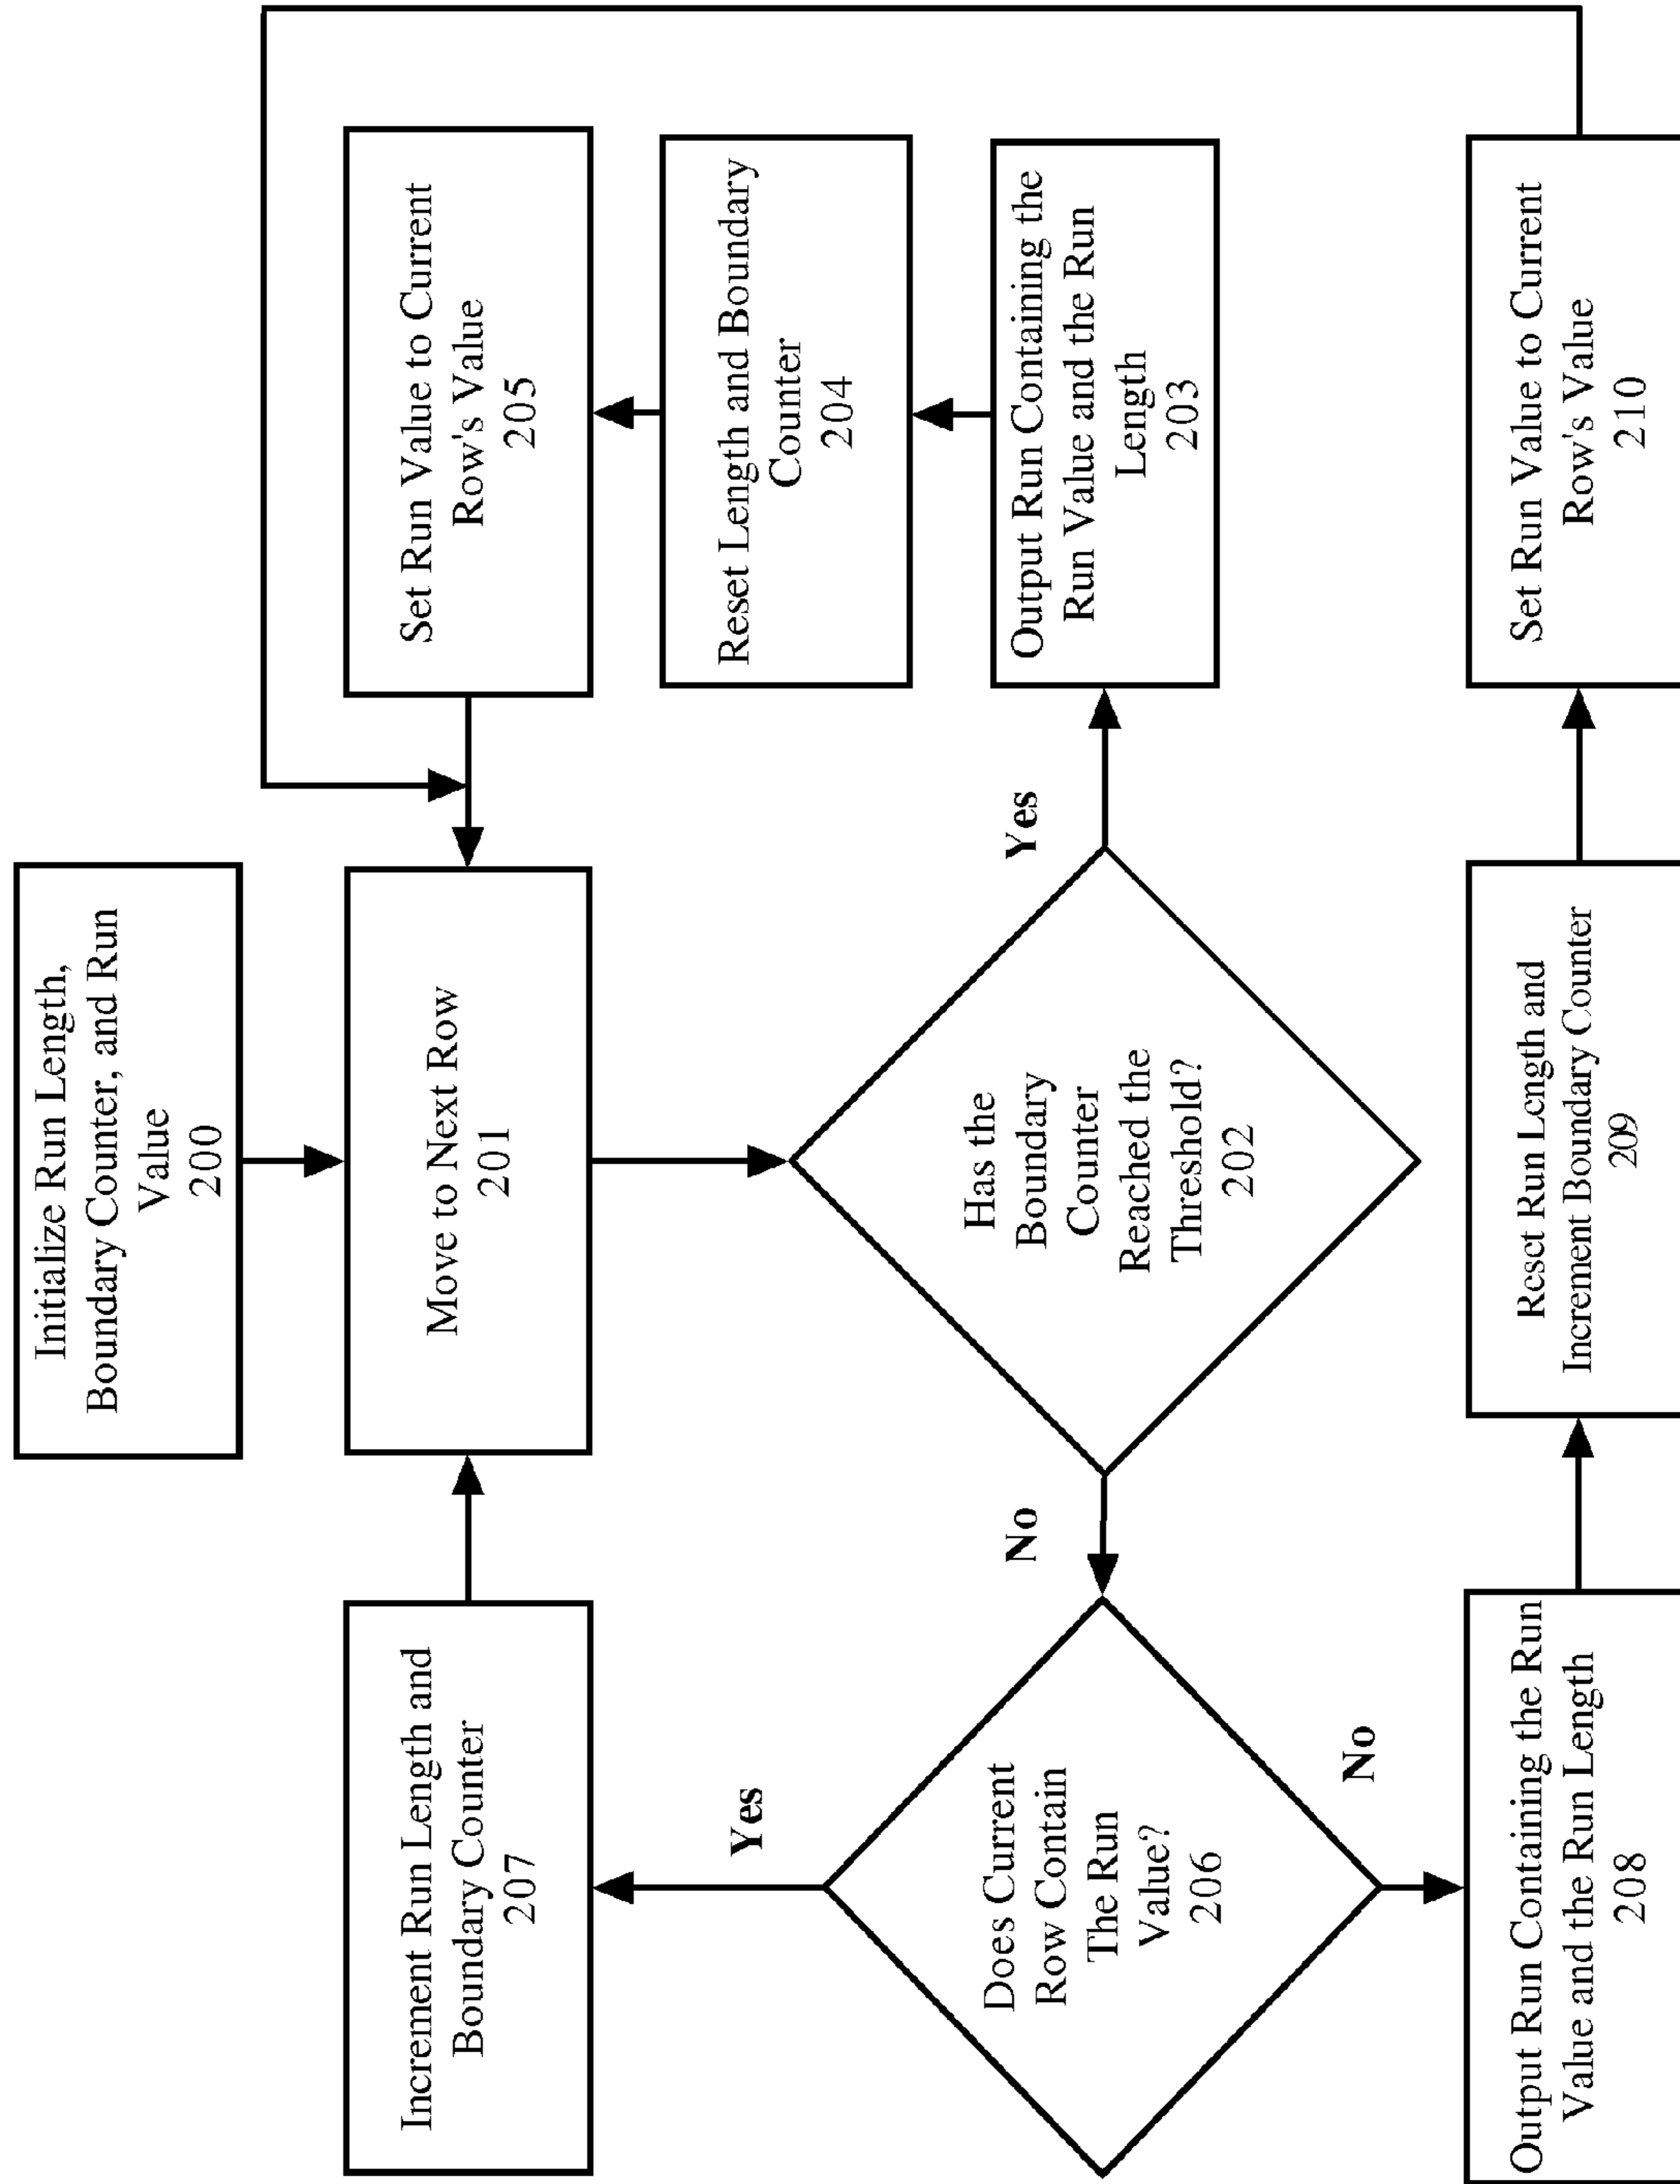 Initialize Run Length,
Boundary Counter, and Run
Value
200
Increment Run Length and
Boundary Counter
207
Move to Next Row
201
Set Run Value to Current
Row's Value
205
Reset Length and Boundary
Counter
204
Yes
No
Yes
Does Current
Row Contain
The Run
Value?
206
Has the
Boundary
Counter
Reached the
Threshold?
202
Output Run Containing the
Run Value and the Run
Length
203
No
Output Run Containing the Run
Value and the Run Length
208
Reset Run Length and
Increment Boundary Counter
209
Set Run Value to Current
Row's Value
210